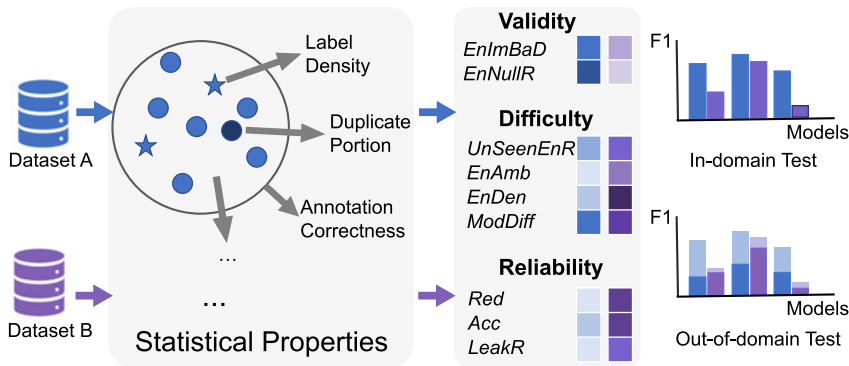 Dataset A
Dataset B
Label
Density
Duplicate
Portion
Annotation
Correctness
...
...
Statistical Properties
Validity
EnImBaD
EnNullR
Difficulty
UnSeenEnR
EnAmb
EnDen
ModDiff
Reliability
Red
Acc
LeakR
F1
Models
In-domain Test
F1
Models
Out-of-domain Test